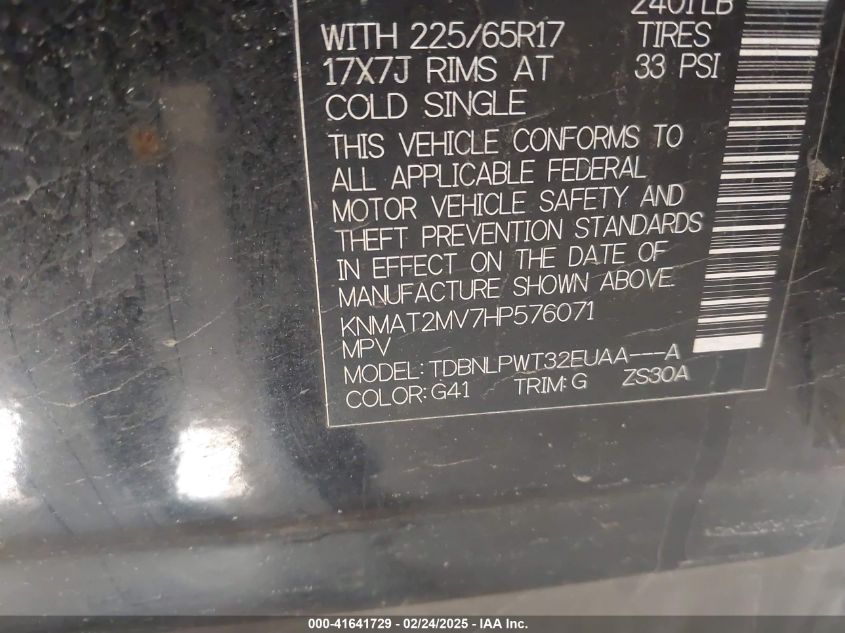 2401LB
WITH 225/65R17 TIRES
17X7J RIMS AT 33 PSI
COLD SINGLE
THIS VEHICLE CONFORMS TO
ALL APPLICABLE FEDERAL
MOTOR VEHICLE SAFETY AND
THEFT PREVENTION STANDARDS
IN EFFECT ON THE DATE OF
MANUFACTURE SHOWN ABOVE.
KNMAT2MV7HP576071
MPV
MODEL: TDBNLPWT32EUAA---A
COLOR: G41 TRIM: G ZS30A
000-41641729 - 02/24/2025 - IAA Inc.